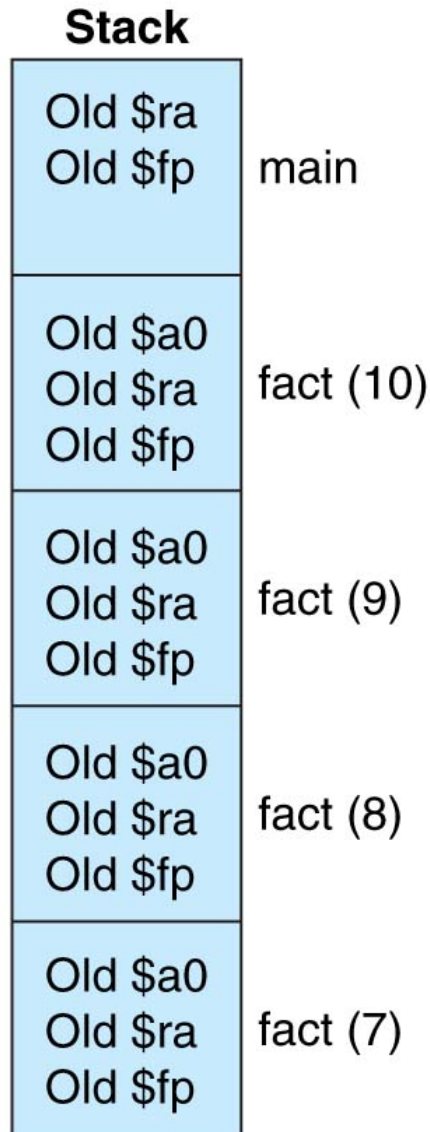 Stack
Old $ra
Old $fp
main
Old $a0
Old $ra
Old $fp
fact (10)
Old $a0
Old $ra
Old $fp
fact (9)
Old $a0
Old $ra
Old $fp
fact (8)
Old $a0
Old $ra
Old $fp
fact (7)